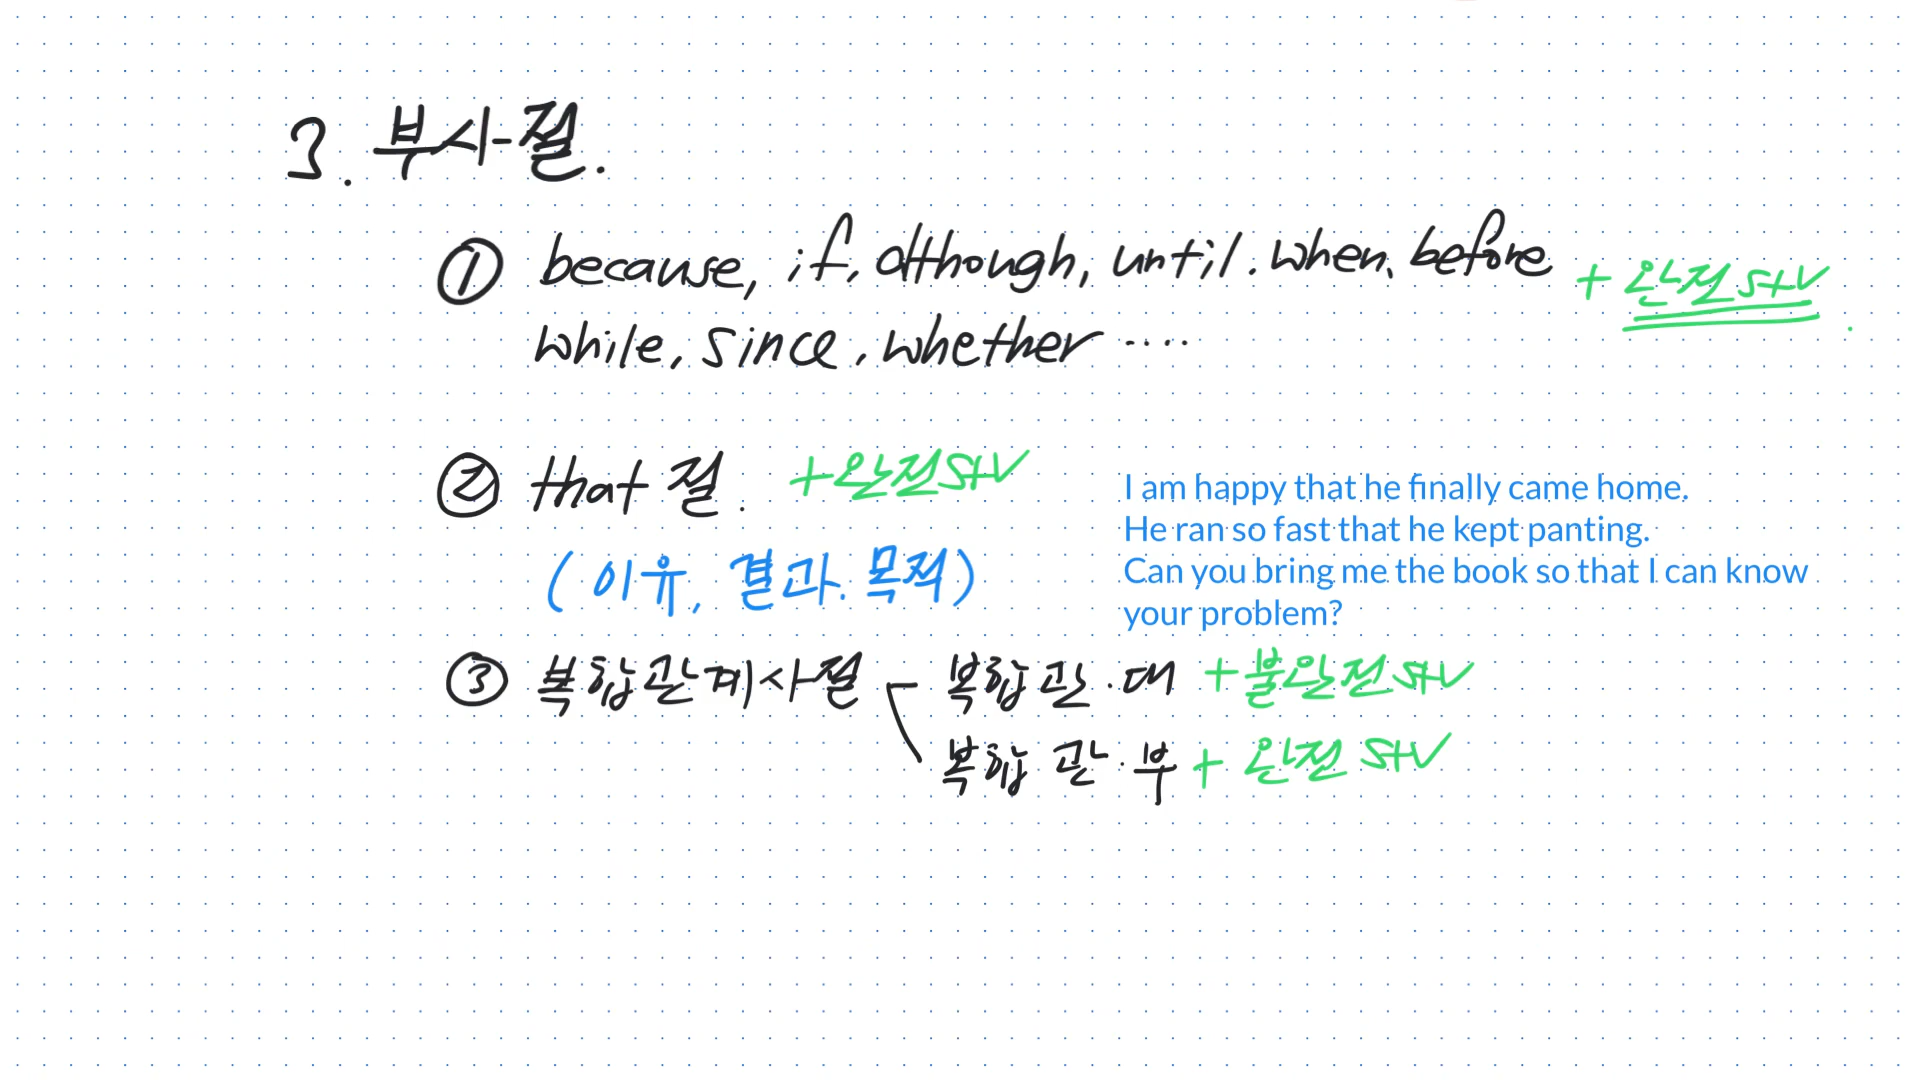 3. 부사절.
① because, if, although, until. when, before + 완전 S+V
while, since, whether ....
② that 절. +완전 S+V
(이유, 결과. 목적)
I am happy that he finally came home.
He ran so fast that he kept panting.
Can you bring me the book so that I can know
your problem?
③ 복합관계사절 복합관.대 +불완전 S+V
복합 관.부 + 완전 S+V